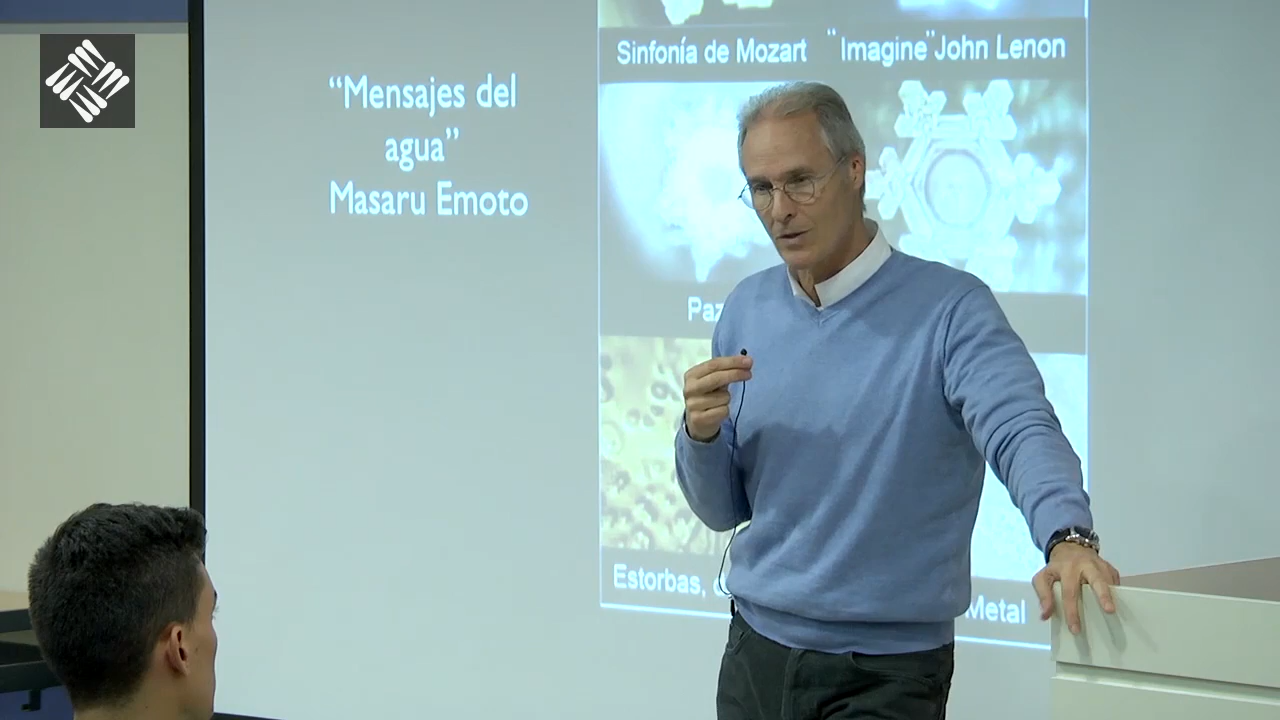 “Mensajes del
agua”
Masaru Emoto
Sinfonía de Mozart
"Imagine" John Lenon
Paz
Estorbas,
Metal